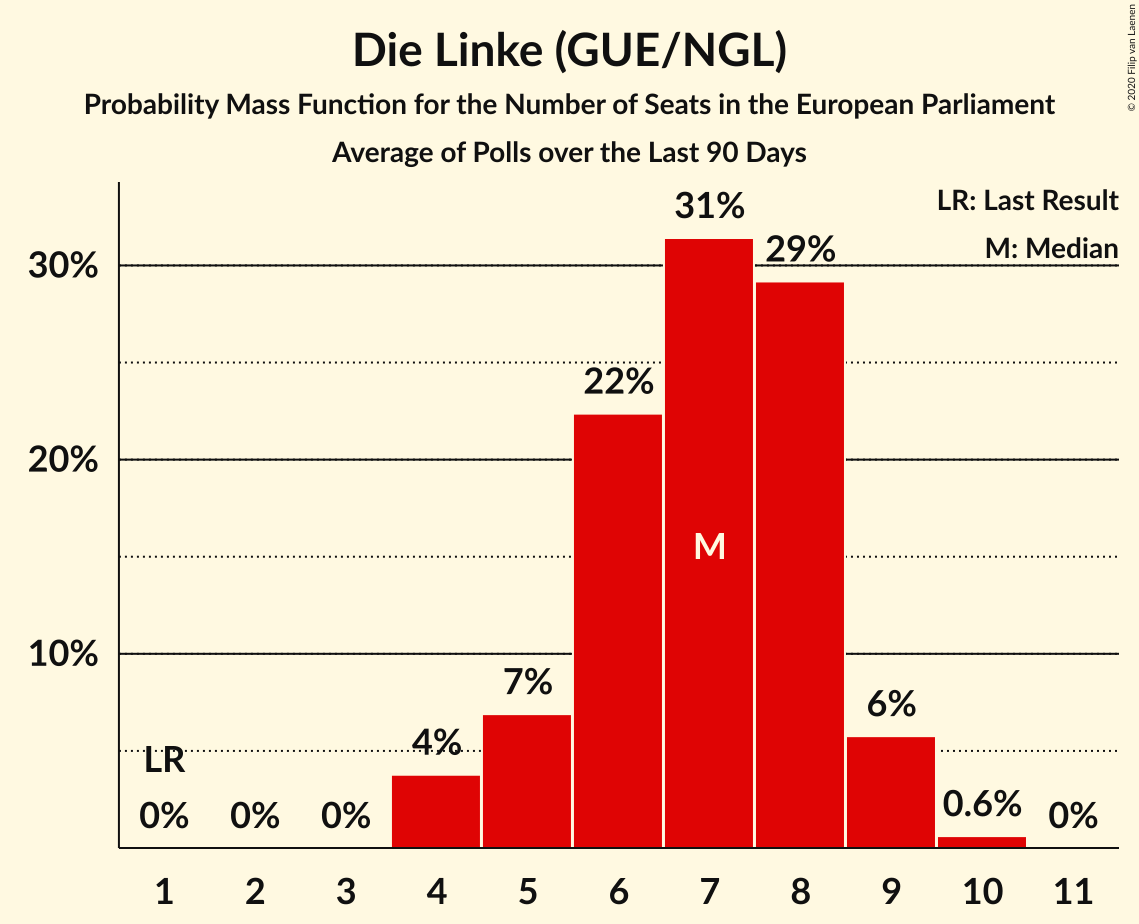 Die Linke (GUE/NGL)
Probability Mass Function for the Number of Seats in the European Parliament
Average of Polls over the Last 90 Days
© 2020 Filip van Laenen
LR: Last Result
M: Median
31%
29%
30%
22%
20%
M
10%
7%
6%
4%
LR
0%
0%
0%
0.6%
0%
1 2 3 4 5 6 7 8 9 10 11